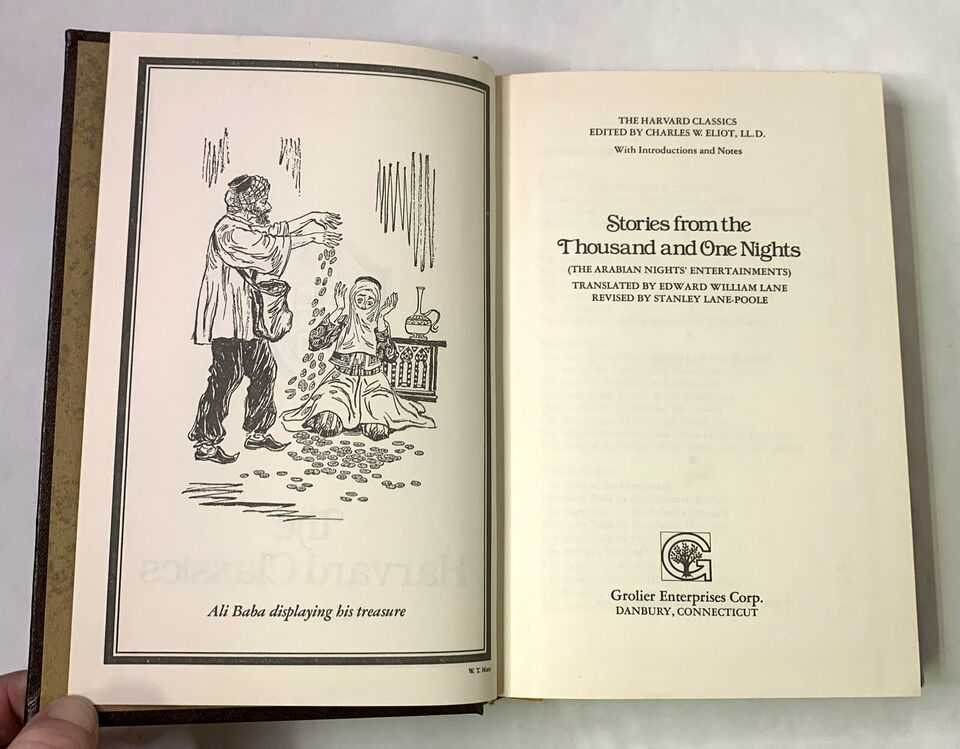 Ali Baba displaying his treasure
W. T. Mars
THE HARVARD CLASSICS
EDITED BY CHARLES W. ELIOT, LL.D.
With Introductions and Notes
Stories from the
Thousand and One Nights
(THE ARABIAN NIGHTS' ENTERTAINMENTS)
TRANSLATED BY EDWARD WILLIAM LANE
REVISED BY STANLEY LANE-POOLE
G
Grolier Enterprises Corp.
DANBURY, CONNECTICUT